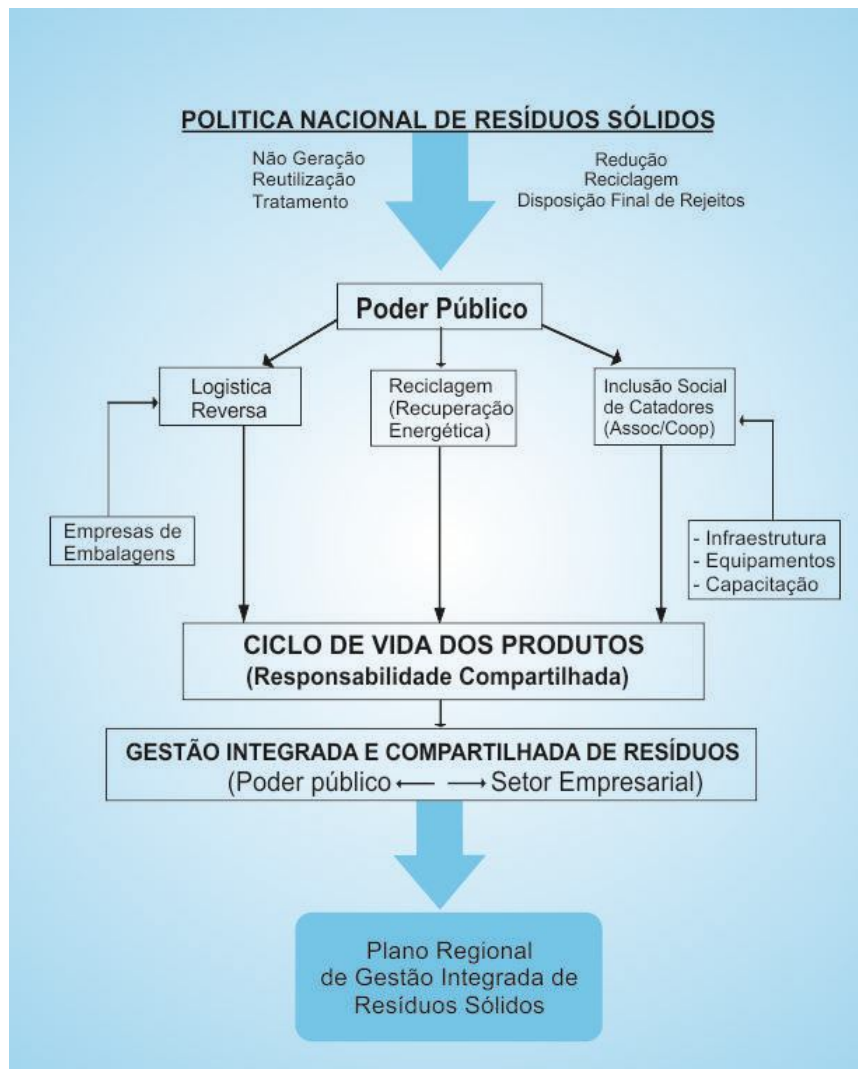 POLITICA NACIONAL DE RESÍDUOS SÓLIDOS
Não Geração
Reutilização
Tratamento
Redução
Reciclagem
Disposição Final de Rejeitos
Poder Público
Logistica
Reversa
Reciclagem
(Recuperação
Energética)
Inclusão Social
de Catadores
(Assoc/Coop)
Empresas de
Embalagens
- Infraestrutura
- Equipamentos
- Capacitação
CICLO DE VIDA DOS PRODUTOS
(Responsabilidade Compartilhada)
GESTÃO INTEGRADA E COMPARTILHADA DE RESÍDUOS
(Poder público ←— —→ Setor Empresarial)
Plano Regional
de Gestão Integrada de
Resíduos Sólidos